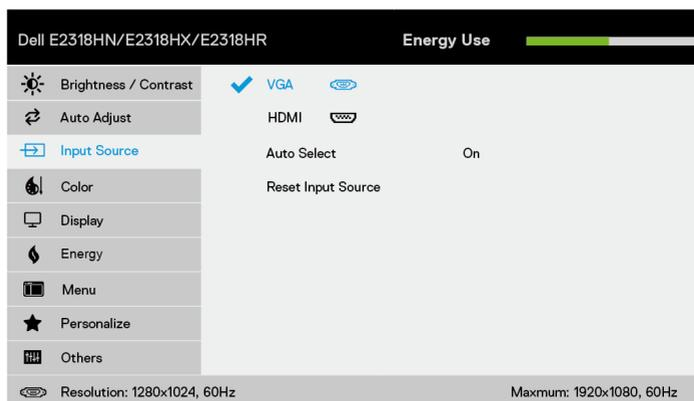 Dell E2318HN/E2318HX/E2318HR Energy Use
Brightness / Contrast VGA
Auto Adjust HDMI
Input Source Auto Select On
Color Reset Input Source
Display
Energy
Menu
Personalize
Others
Resolution: 1280x1024, 60Hz Maxmum: 1920x1080, 60Hz